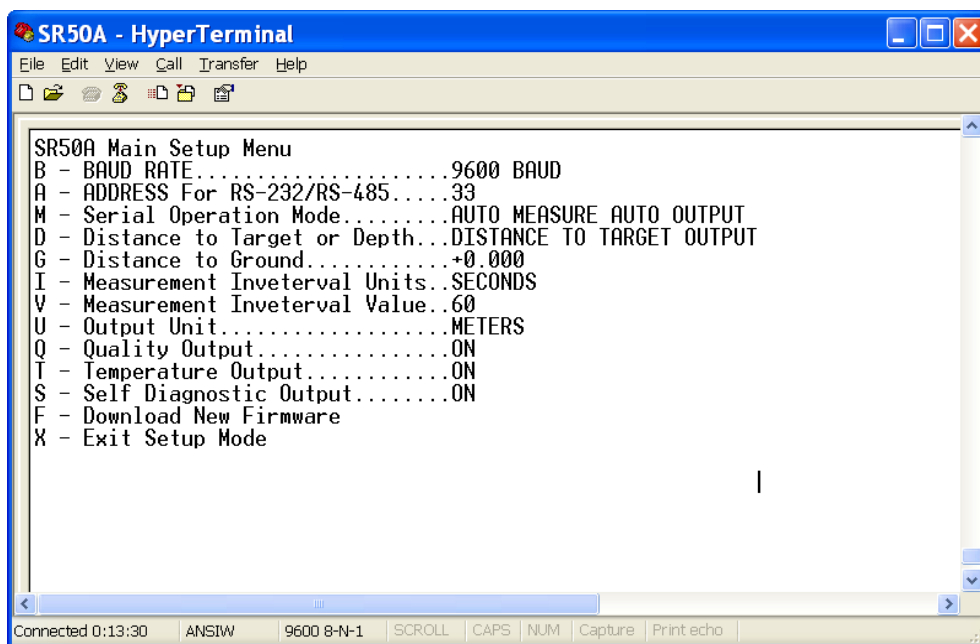 SR50A - HyperTerminal
File Edit View Call Transfer Help
SR50A Main Setup Menu
B - BAUD RATE......................9600 BAUD
A - ADDRESS For RS-232/RS-485.....33
M - Serial Operation Mode.........AUTO MEASURE AUTO OUTPUT
D - Distance to Target or Depth...DISTANCE TO TARGET OUTPUT
G - Distance to Ground............+0.000
I - Measurement Inveterval Units..SECONDS
V - Measurement Inveterval Value..60
U - Output Unit...................METERS
Q - Quality Output................ON
T - Temperature Output............ON
S - Self Diagnostic Output........ON
F - Download New Firmware
X - Exit Setup Mode
Connected 0:13:30 ANSIW 9600 8-N-1 SCROLL CAPS NUM Capture Print echo